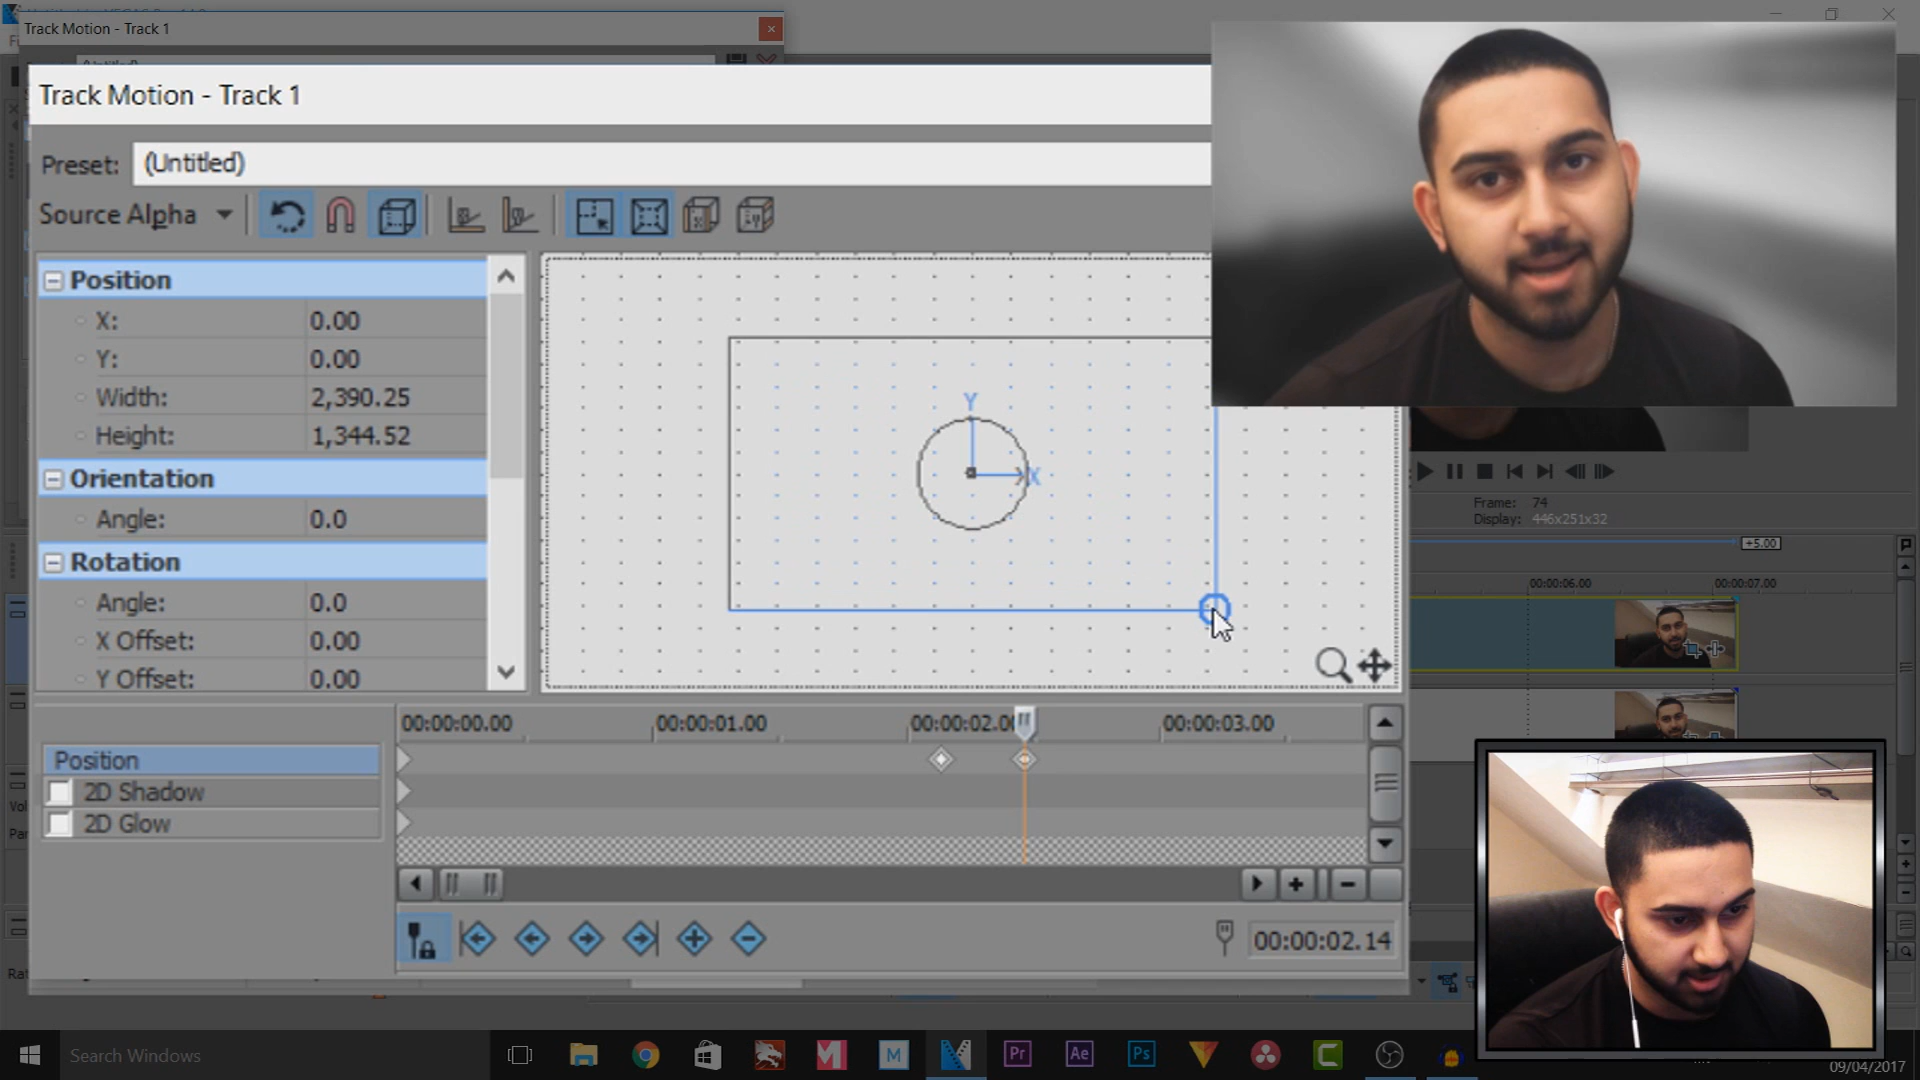 Track Motion - Track 1
Track Motion - Track 1
Preset: (Untitled)
Source Alpha
Position
X: 0.00
Y: 0.00
Width: 2,390.25
Height: 1,344.52
Orientation
Angle: 0.0
Rotation
Angle: 0.0
X Offset: 0.00
Y Offset: 0.00
Y
X
Frame: 74
Display: 446x251x32
+5.00
00:00:06.00 00:00:07.00
00:00:00.00 00:00:01.00 00:00:02.00 00:00:03.00
Position
2D Shadow
2D Glow
00:00:02.14
Search Windows
Pr Ae Ps
09/04/2017